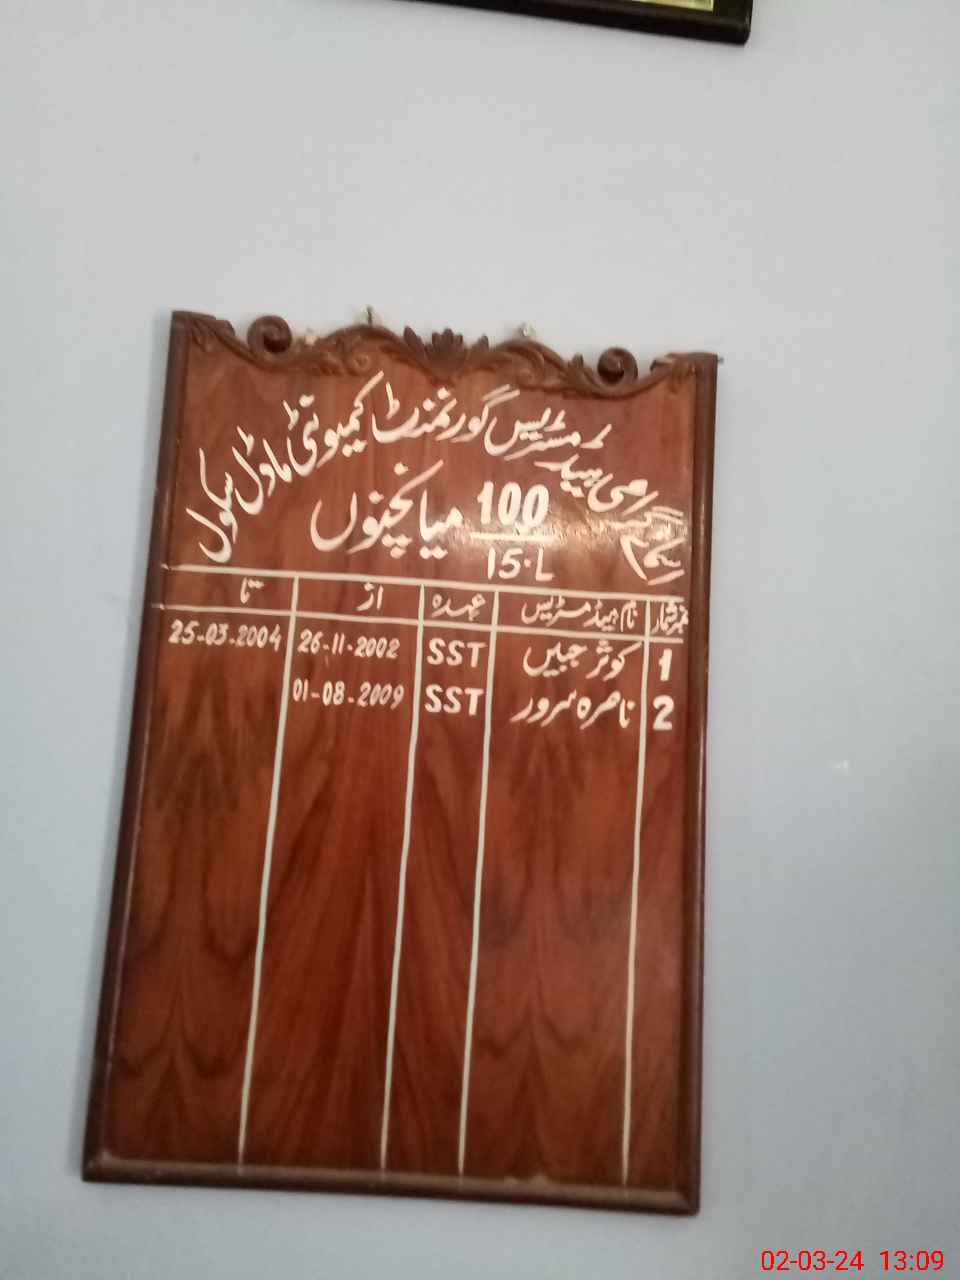 اسمائے گرامی ہیڈ مسٹریس گورنمنٹ کمیونٹی ماڈل سکول
100/15.L میاں چنوں
نمبر شمار نام ہیڈ مسٹریس عہدہ از تا
1 کوثر جبیں SST 26-11-2002 25-03-2004
2 ناصرہ سرور SST 01-08-2009
02-03-24 13:09